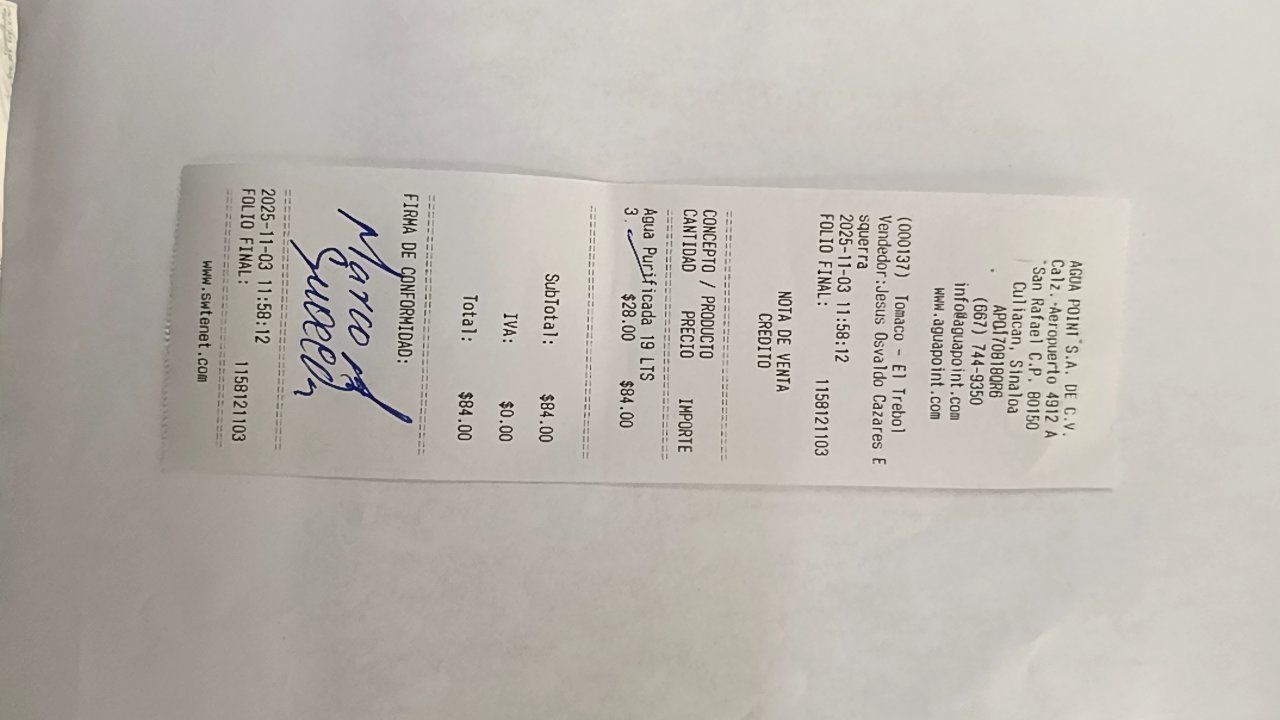 AGUA POINT S.A. DE C.V.
Calz. Aeropuerto 4912 A
San Rafael C.P. 80150
Culiacan, Sinaloa
APO170818QR6
(667) 744-9350
info@aguapoint.com
www.aguapoint.com
(000137) Tomaco - El Trebol
Vendedor:Jesus Osvaldo Cazares E
squerra
2025-11-03 11:58:12
FOLIO FINAL: 1158121103
NOTA DE VENTA
CREDITO
CONCEPTO / PRODUCTO
CANTIDAD PRECIO IMPORTE
Agua Purificada 19 LTS
3. $28.00 $84.00
SubTotal: $84.00
IVA: $0.00
Total: $84.00
FIRMA DE CONFORMIDAD:
Marco
2025-11-03 11:58:12
FOLIO FINAL: 1158121103
www.swtenet.com